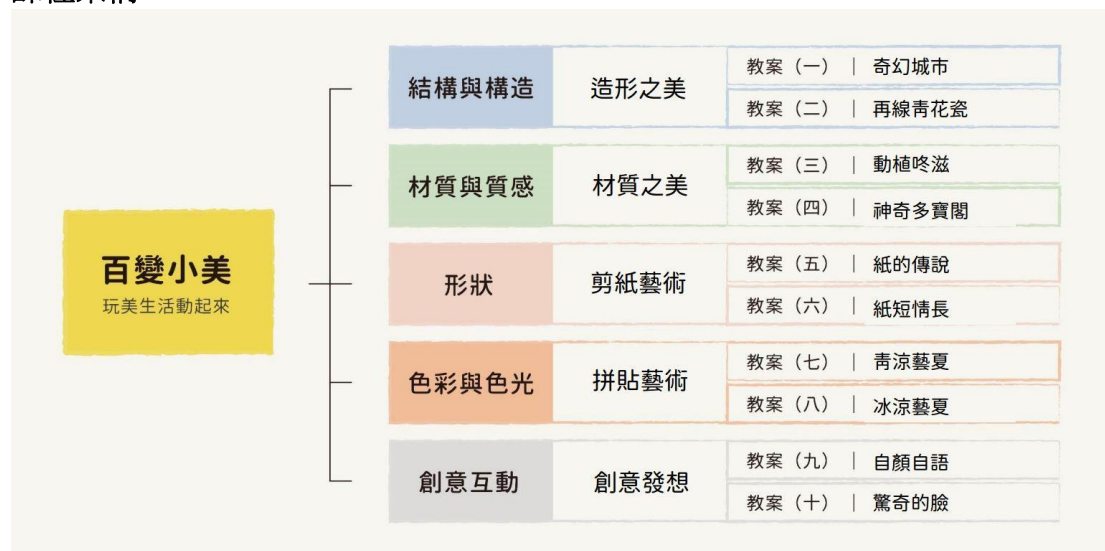 百變小美
玩美生活動起來
結構與構造 造形之美
教案（一） | 奇幻城市
教案（二） | 再線青花瓷
材質與質感 材質之美
教案（三） | 動植咚滋
教案（四） | 神奇多寶閣
形狀 剪紙藝術
教案（五） | 紙的傳說
教案（六） | 紙短情長
色彩與色光 拼貼藝術
教案（七） | 青涼藝夏
教案（八） | 冰涼藝夏
創意互動 創意發想
教案（九） | 自顏自語
教案（十） | 驚奇的臉